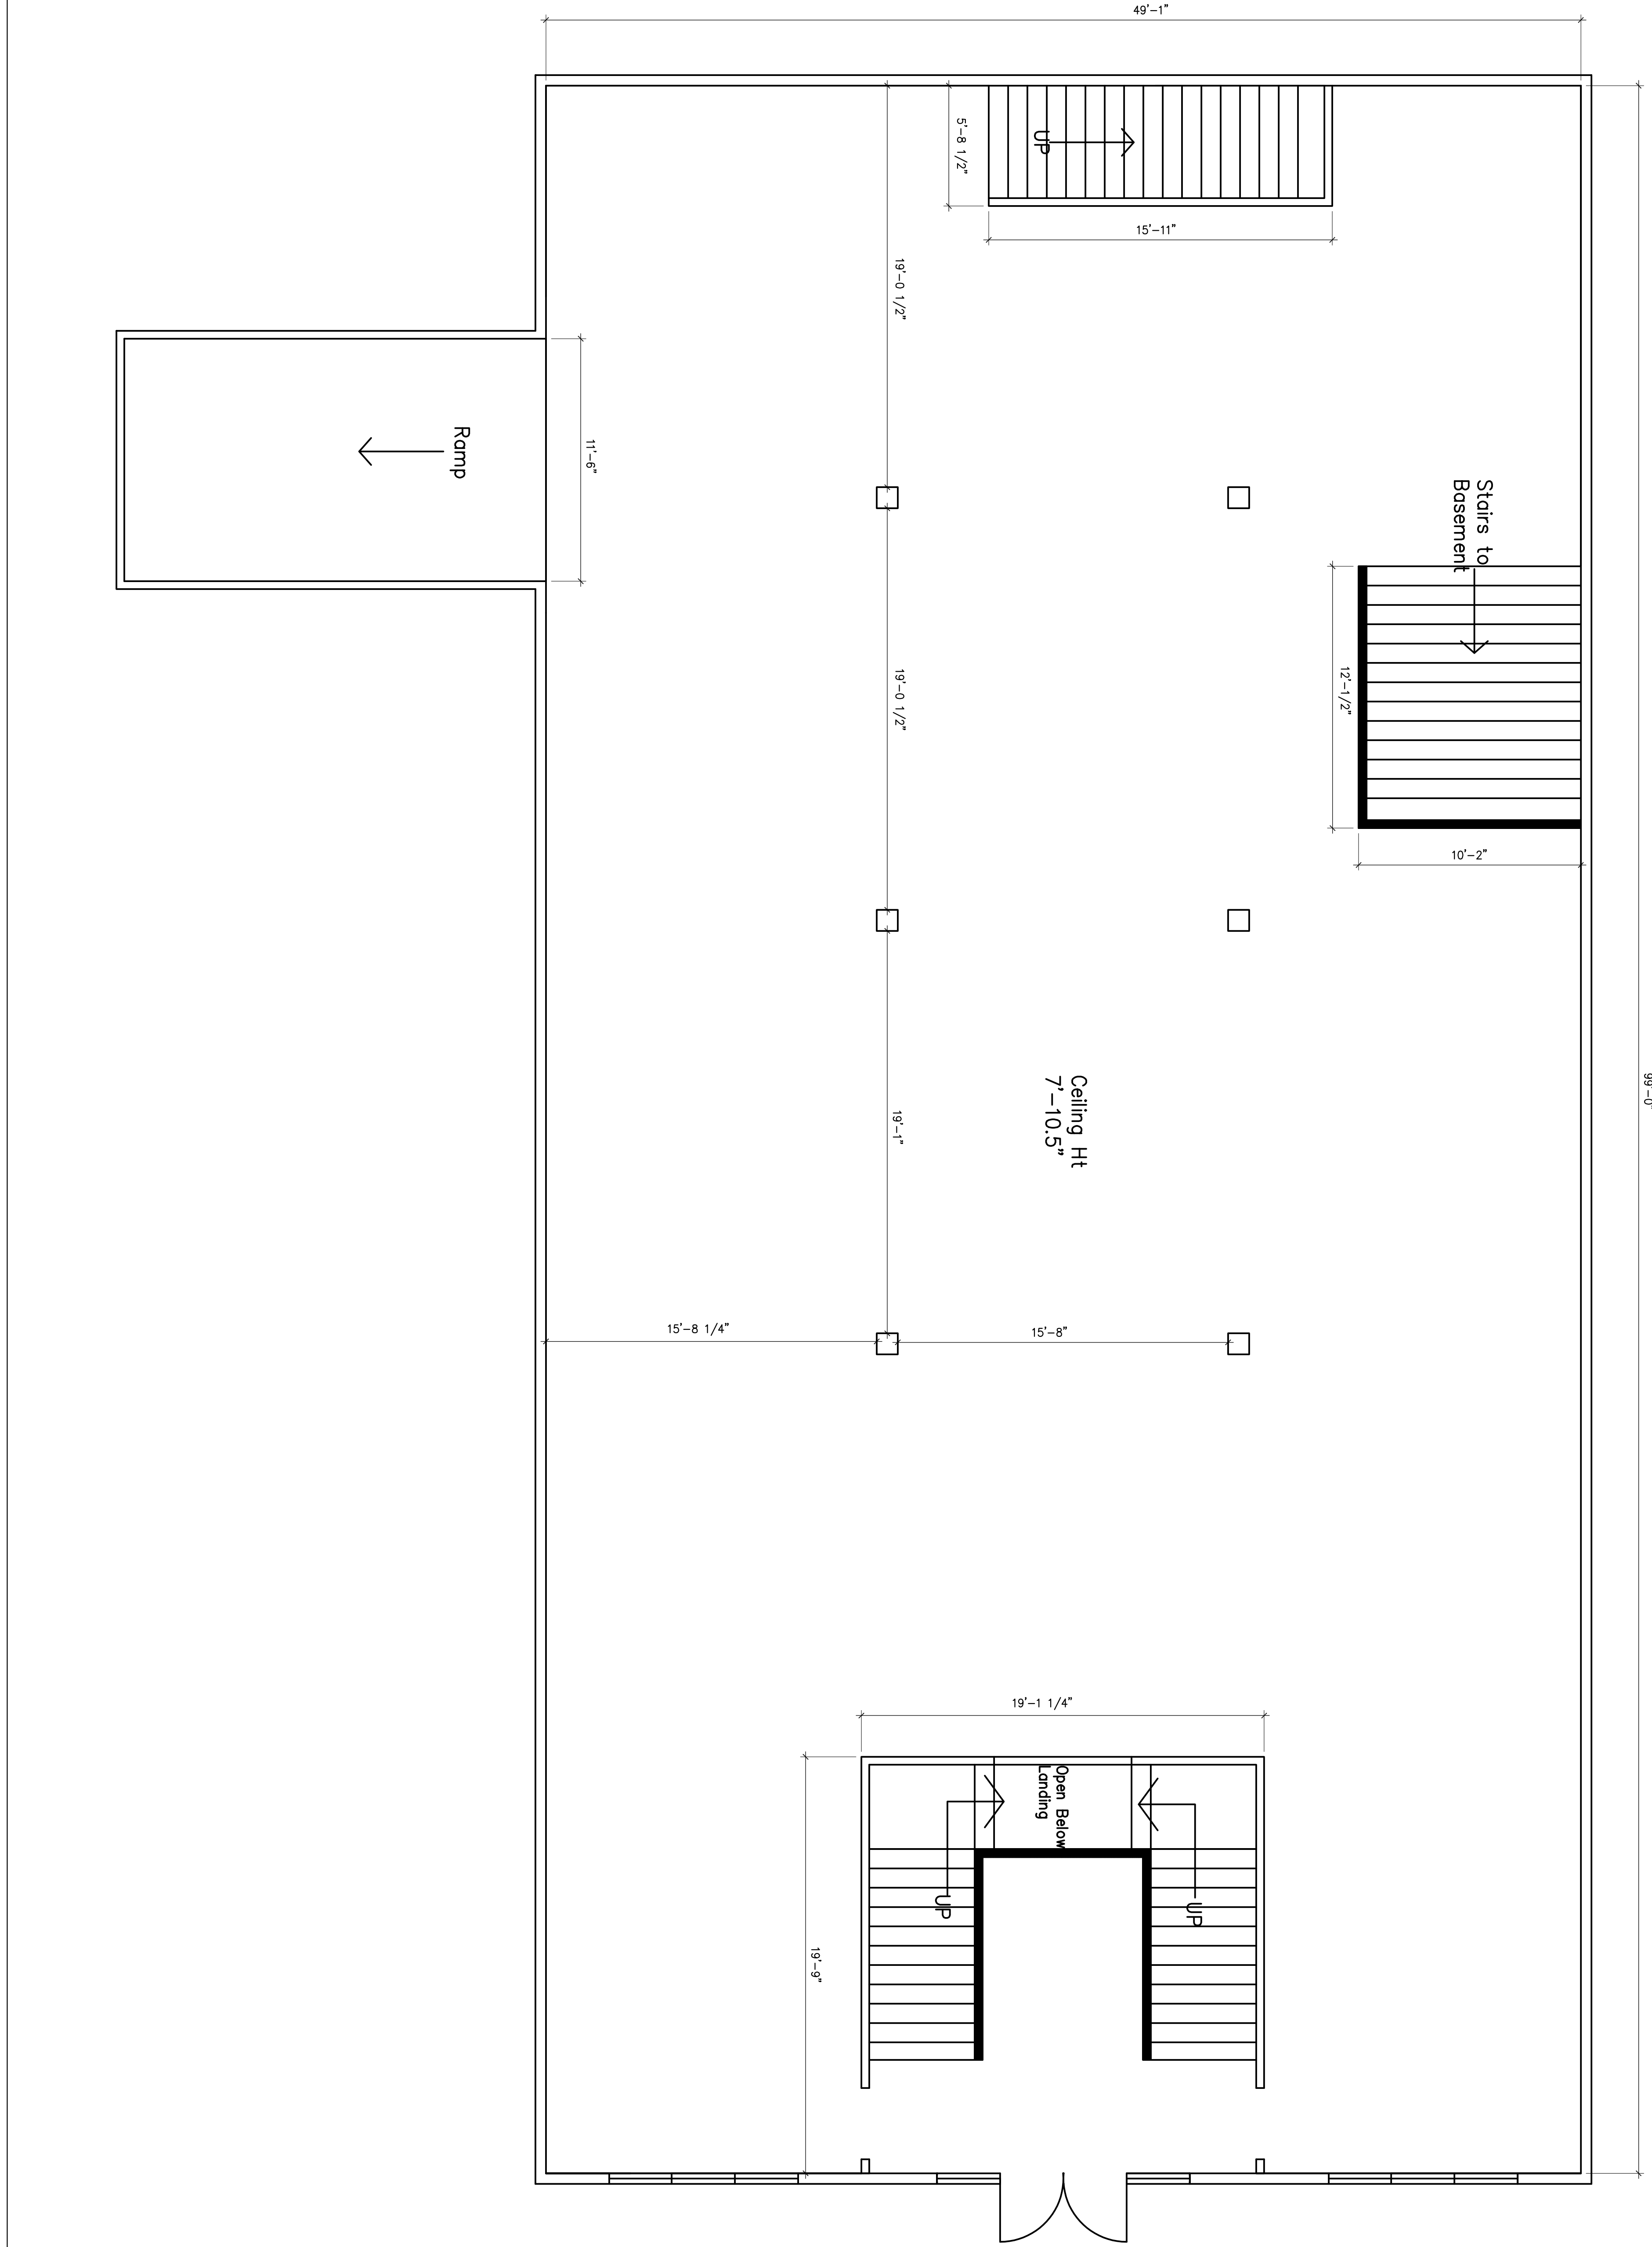 49'-1"
5'-8 1/2"
UP
15'-11"
19'-0 1/2"
11'-6"
Ramp
Stairs to
Basement
12'-1/2"
19'-0 1/2"
10'-2"
99'-0"
Ceiling Ht
7'-10.5"
19'-1"
15'-8 1/4"
15'-8"
19'-1 1/4"
Open Below
Landing
UP
UP
19'-9"